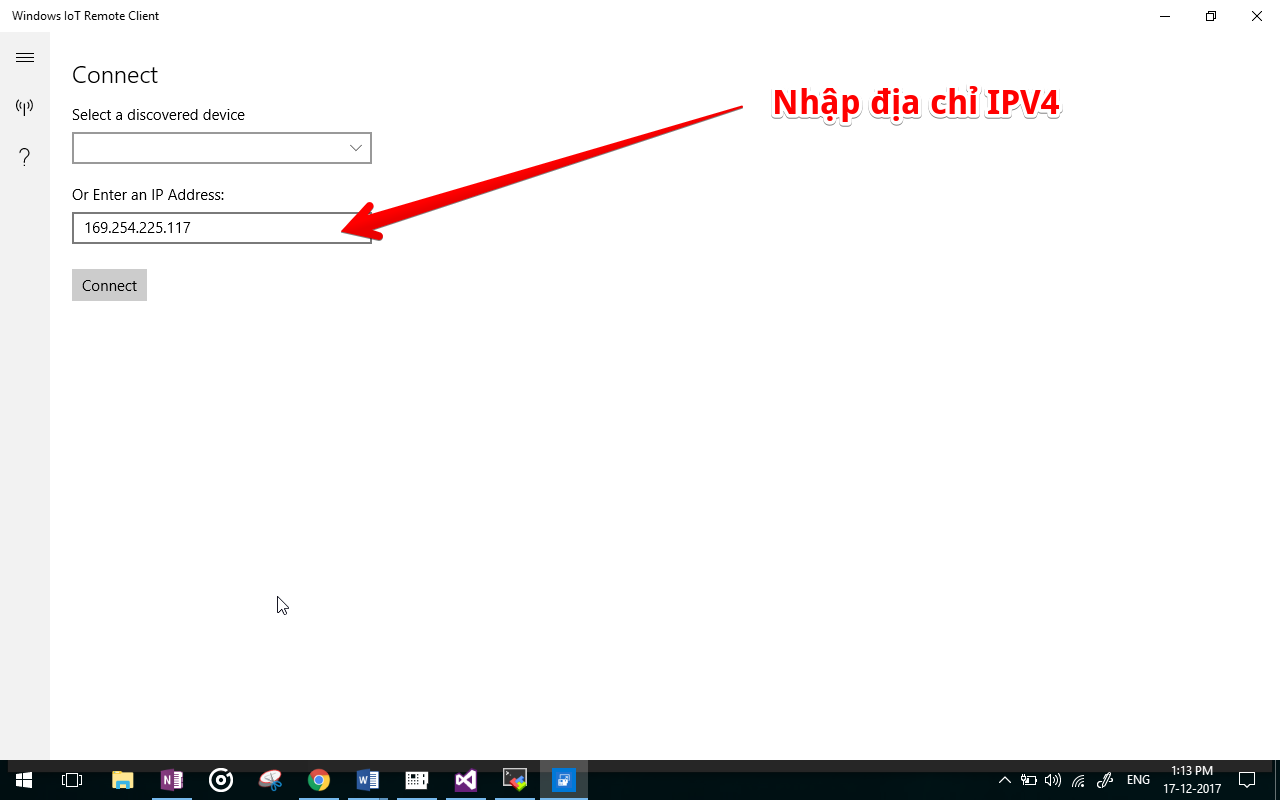 Windows IoT Remote Client
Connect
Select a discovered device
Nhập địa chỉ IPV4
Or Enter an IP Address:
169.254.225.117
Connect
ENG
1:13 PM
17-12-2017